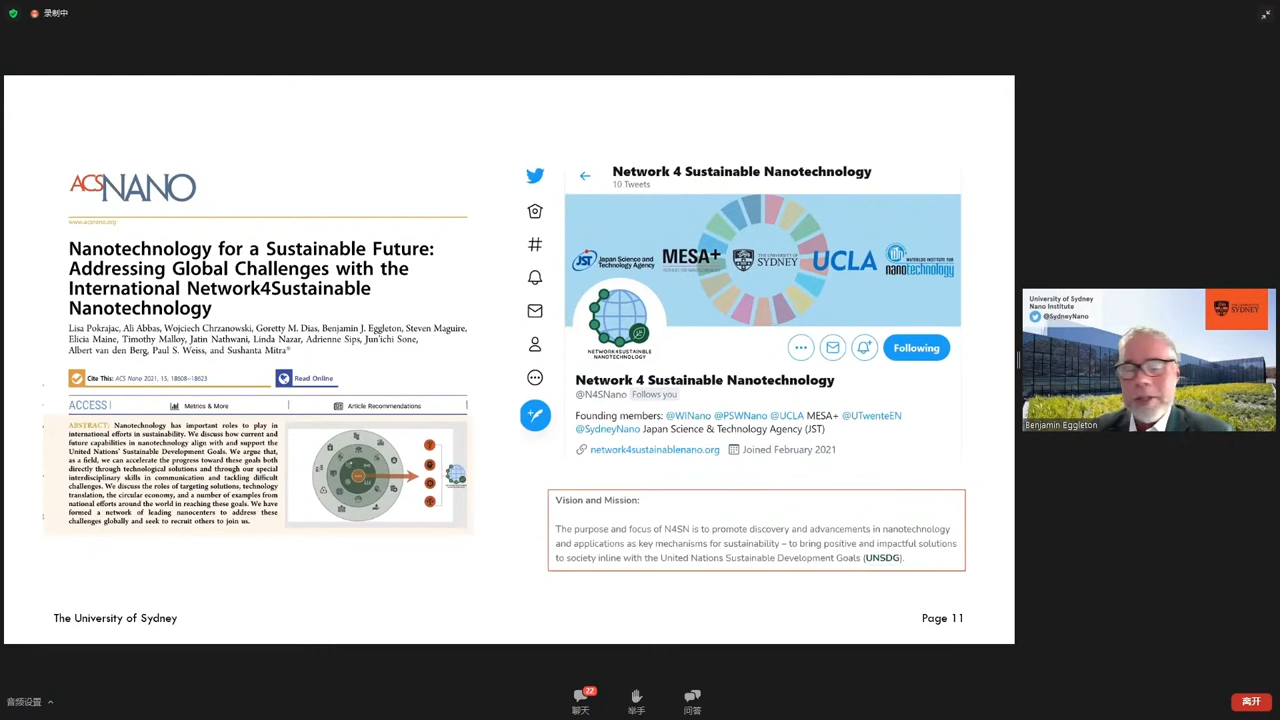 录制中
ACSNANO
www.acsnano.org
Nanotechnology for a Sustainable Future:
Addressing Global Challenges with the
International Network4Sustainable
Nanotechnology
Lisa Pokrajac, Ali Abbas, Wojciech Chrzanowski, Goretty M. Dias, Benjamin J. Eggleton, Steven Maguire,
Elicia Maine, Timothy Malloy, Jatin Nathwani, Linda Nazar, Adrienne Sips, Jun'ichi Sone,
Albert van den Berg, Paul S. Weiss, and Sushanta Mitra*
Cite This: ACS Nano 2021, 15, 18608−18623
Read Online
ACCESS
Metrics & More
Article Recommendations
ABSTRACT: Nanotechnology has important roles to play in
international efforts in sustainability. We discuss how current and
future capabilities in nanotechnology align with and support the
United Nations' Sustainable Development Goals. We argue that,
as a field, we can accelerate the progress toward these goals both
directly through technological solutions and through our special
interdisciplinary skills in communication and tackling difficult
challenges. We discuss the roles of targeting solutions, technology
translation, the circular economy, and a number of examples from
national efforts around the world in reaching these goals. We have
formed a network of leading nanocenters to address these
challenges globally and seek to recruit others to join us.
Network 4 Sustainable Nanotechnology
10 Tweets
JST Japan Science and
Technology Agency
MESA+
THE UNIVERSITY OF
SYDNEY
UCLA
WATERLOO INSTITUTE FOR
nanotechnology
NETWORK4SUSTAINABLE
NANOTECHNOLOGY
Following
Network 4 Sustainable Nanotechnology
@N4SNano Follows you
Founding members: @WINano @PSWNano @UCLA MESA+ @UTwenteEN
@SydneyNano Japan Science & Technology Agency (JST)
network4sustainablenano.org Joined February 2021
Vision and Mission:
The purpose and focus of N4SN is to promote discovery and advancements in nanotechnology
and applications as key mechanisms for sustainability – to bring positive and impactful solutions
to society inline with the United Nations Sustainable Development Goals (UNSDG).
The University of Sydney
Page 11
University of Sydney
Nano Institute
@SydneyNano
SYDNEY
Benjamin Eggleton
音频设置
22
聊天
举手
问答
离开